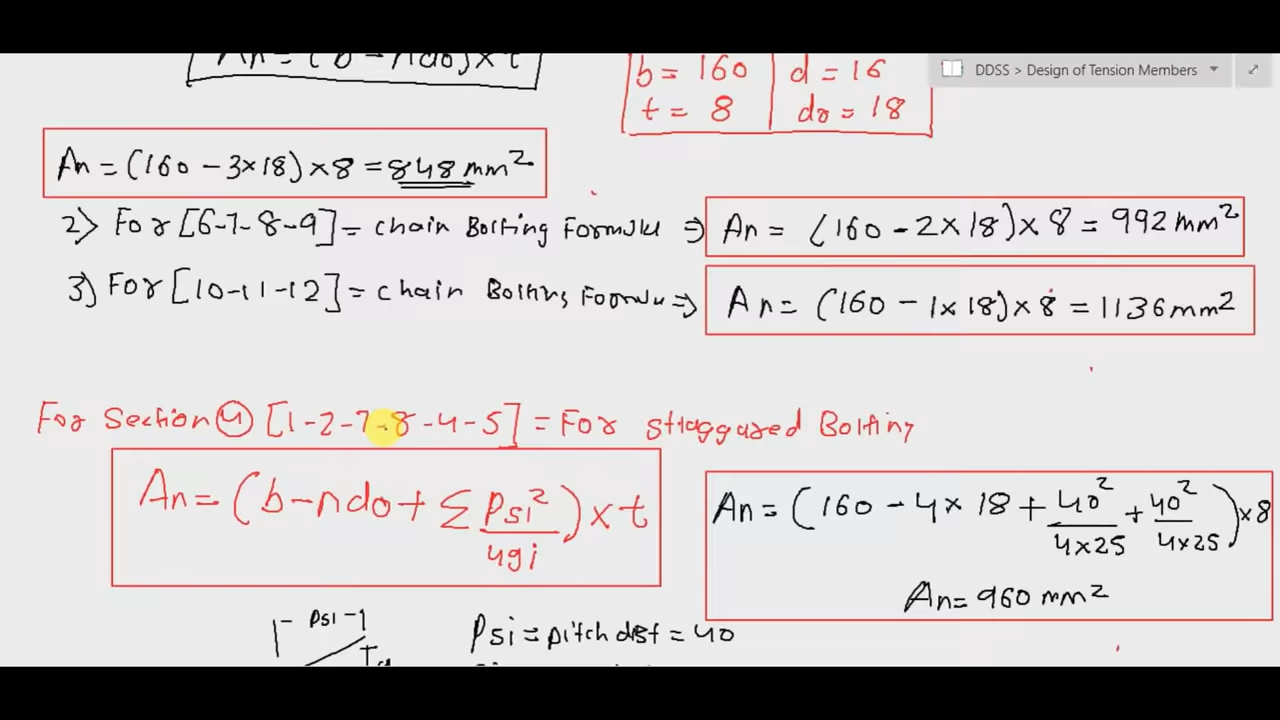 An = (b - ndo) x t
b = 160 d = 16
t = 8 do = 18
DDSS > Design of Tension Members
An = (160 - 3x18) x 8 = 848 mm²
2) For [6-7-8-9] = chain Bolting Formula ⇒ An = (160 - 2x18) x 8 = 992 mm²
3) For [10-11-12] = chain Bolting Formula ⇒ An = (160 - 1x18) x 8 = 1136 mm²
For Section 4 [1-2-7-8-4-5] = For Staggared Bolting
An = (b - ndo + Σ Psi²/4gi) x t
An = (160 - 4x18 + 40²/4x25 + 40²/4x25) x 8
An = 960 mm²
Psi-1
Psi = pitch dist = 40